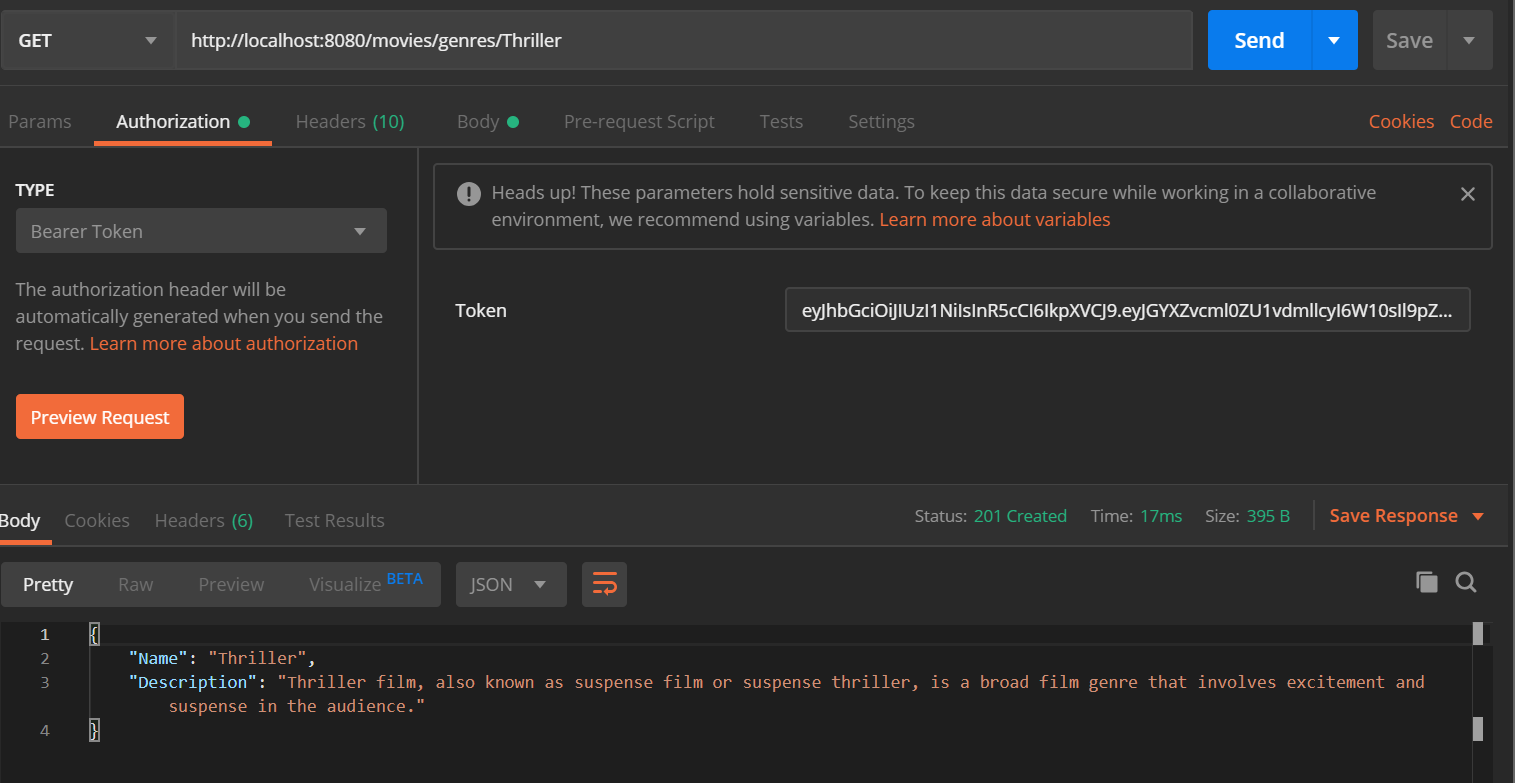 GET http://localhost:8080/movies/genres/Thriller Send Save
Params Authorization Headers (10) Body Pre-request Script Tests Settings Cookies Code
TYPE
Bearer Token
The authorization header will be
automatically generated when you send the
request. Learn more about authorization
Preview Request
Heads up! These parameters hold sensitive data. To keep this data secure while working in a collaborative
environment, we recommend using variables. Learn more about variables
Token eyJhbGciOiJIUzI1NiIsInR5cCI6IkpXVCJ9.eyJGYXZvcml0ZU1vdmllcyI6W10sIl9pZ...
Body Cookies Headers (6) Test Results Status: 201 Created Time: 17ms Size: 395 B Save Response
Pretty Raw Preview Visualize BETA JSON
1 {
2 "Name": "Thriller",
3 "Description": "Thriller film, also known as suspense film or suspense thriller, is a broad film genre that involves excitement and
suspense in the audience."
4 }